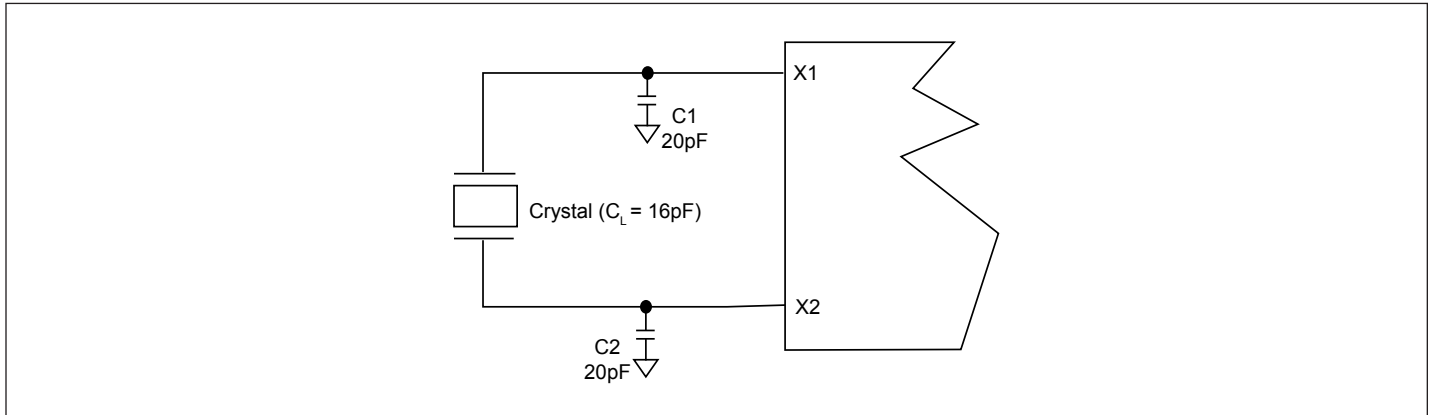 X1
C1
20pF
Crystal (CL = 16pF)
X2
C2
20pF